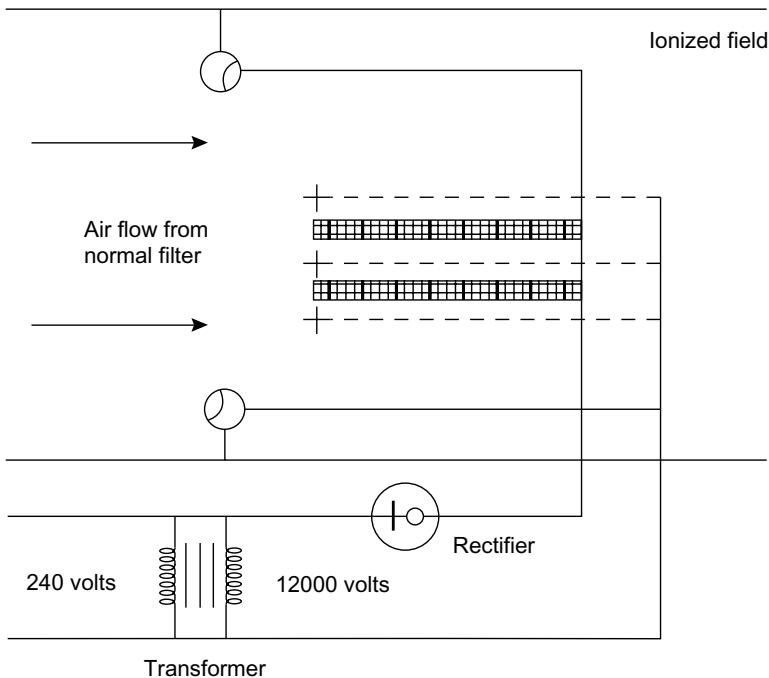 Ionized field
Air flow from
normal filter
Rectifier
240 volts
12000 volts
Transformer